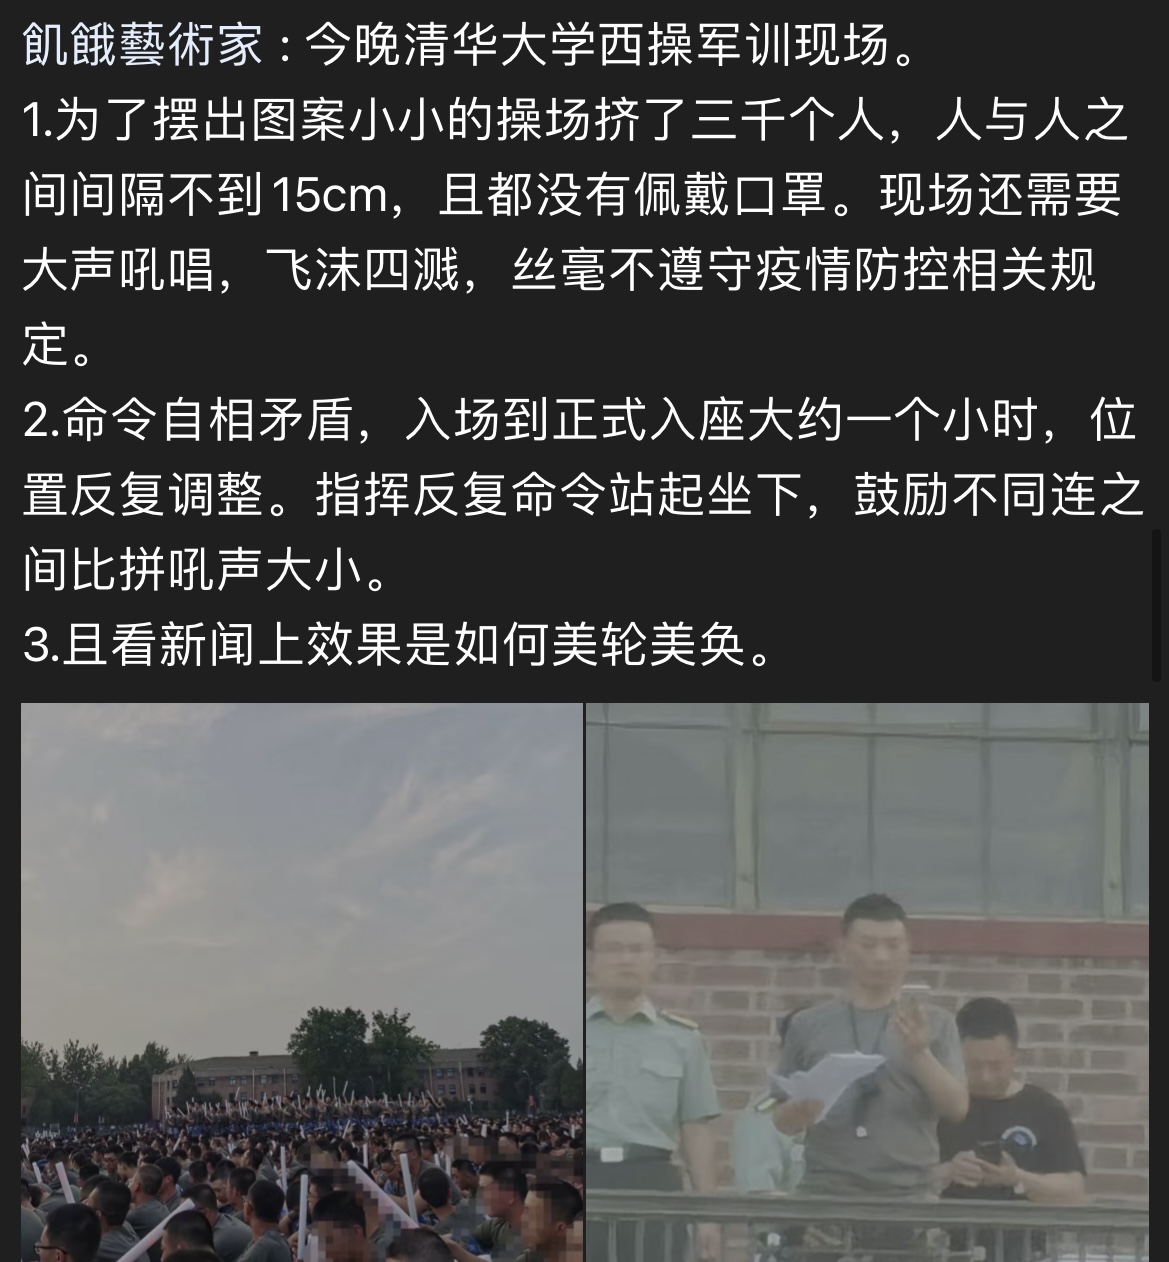 飢餓藝術家：今晚清华大学西操军训现场。
1.为了摆出图案小小的操场挤了三千个人，人与人之
间间隔不到15cm，且都没有佩戴口罩。现场还需要
大声吼唱，飞沫四溅，丝毫不遵守疫情防控相关规
定。
2.命令自相矛盾，入场到正式入座大约一个小时，位
置反复调整。指挥反复命令站起坐下，鼓励不同连之
间比拼吼声大小。
3.且看新闻上效果是如何美轮美奂。